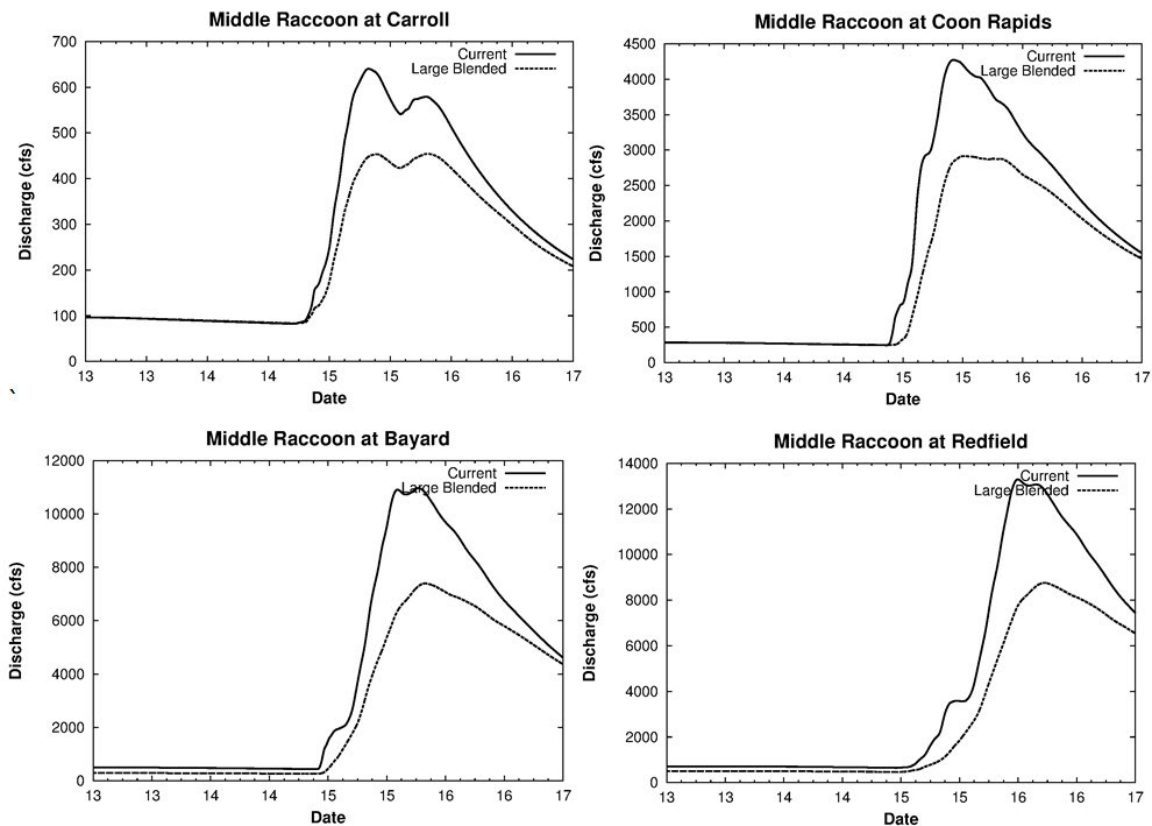 Middle Raccoon at Carroll
700
600
500
400
300
200
100
0
Discharge (cfs)
Current
Large Blended
13 13 14 14 15 15 16 16 17
Date
Middle Raccoon at Coon Rapids
4500
4000
3500
3000
2500
2000
1500
1000
500
0
Discharge (cfs)
Current
Large Blended
13 13 14 14 15 15 16 16 17
Date
`
Middle Raccoon at Bayard
12000
10000
8000
6000
4000
2000
0
Discharge (cfs)
Current
Large Blended
13 13 14 14 15 15 16 16 17
Date
Middle Raccoon at Redfield
14000
12000
10000
8000
6000
4000
2000
0
Discharge (cfs)
Current
Large Blended
13 13 14 14 15 15 16 16 17
Date